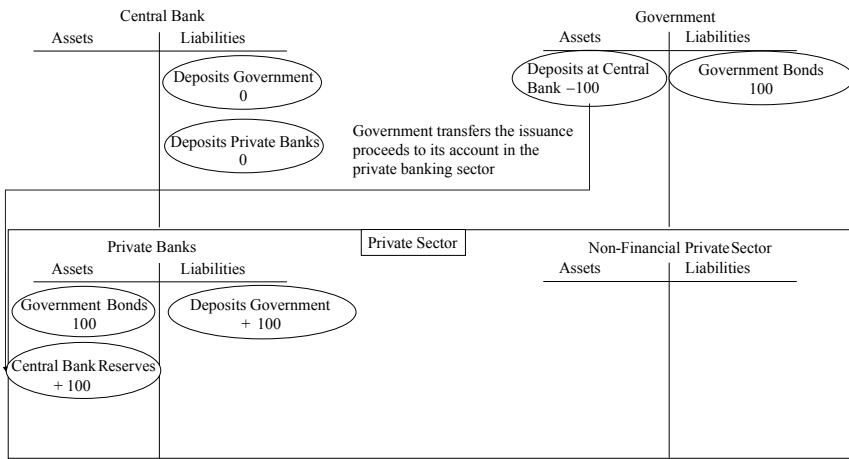 Central Bank
Assets
Liabilities
Deposits Government
0
Deposits Private Banks
0
Government
Assets
Liabilities
Deposits at Central
Bank −100
Government Bonds
100
Government transfers the issuance
proceeds to its account in the
private banking sector
Private Sector
Private Banks
Assets
Liabilities
Government Bonds
100
Deposits Government
+ 100
Central Bank Reserves
+ 100
Non-Financial Private Sector
Assets
Liabilities